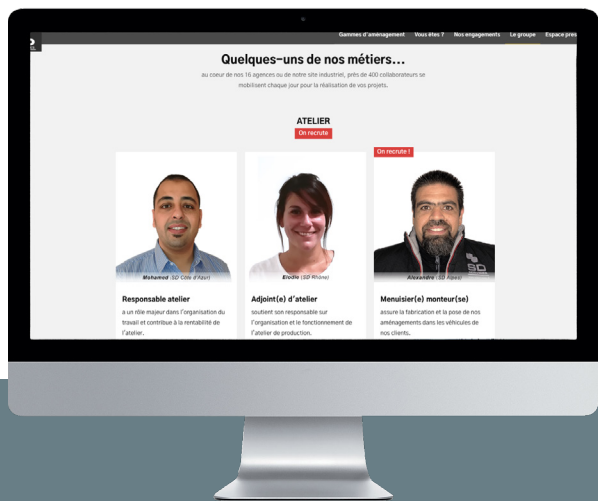 Gammes d'aménagement Vous êtes ? Nos engagements Le groupe Espace pres
Quelques-uns de nos métiers...
au coeur de nos 16 agences ou de notre site industriel, près de 400 collaborateurs se
mobilisent chaque jour pour la réalisation de vos projets.
ATELIER
On recrute
On recrute !
Mohamed (SD Côte d'Azur)
Elodie (SD Rhone)
Alexandre (SD Alpes)
Responsable atelier
a un rôle majeur dans l'organisation du
travail et contribue à la rentabilité de
l'atelier.
Adjoint(e) d'atelier
soutient son responsable sur
l'organisation et le fonctionnement de
l'atelier de production.
Menuisier(e) monteur(se)
assure la fabrication et la pose de nos
aménagements dans les véhicules de
nos clients.